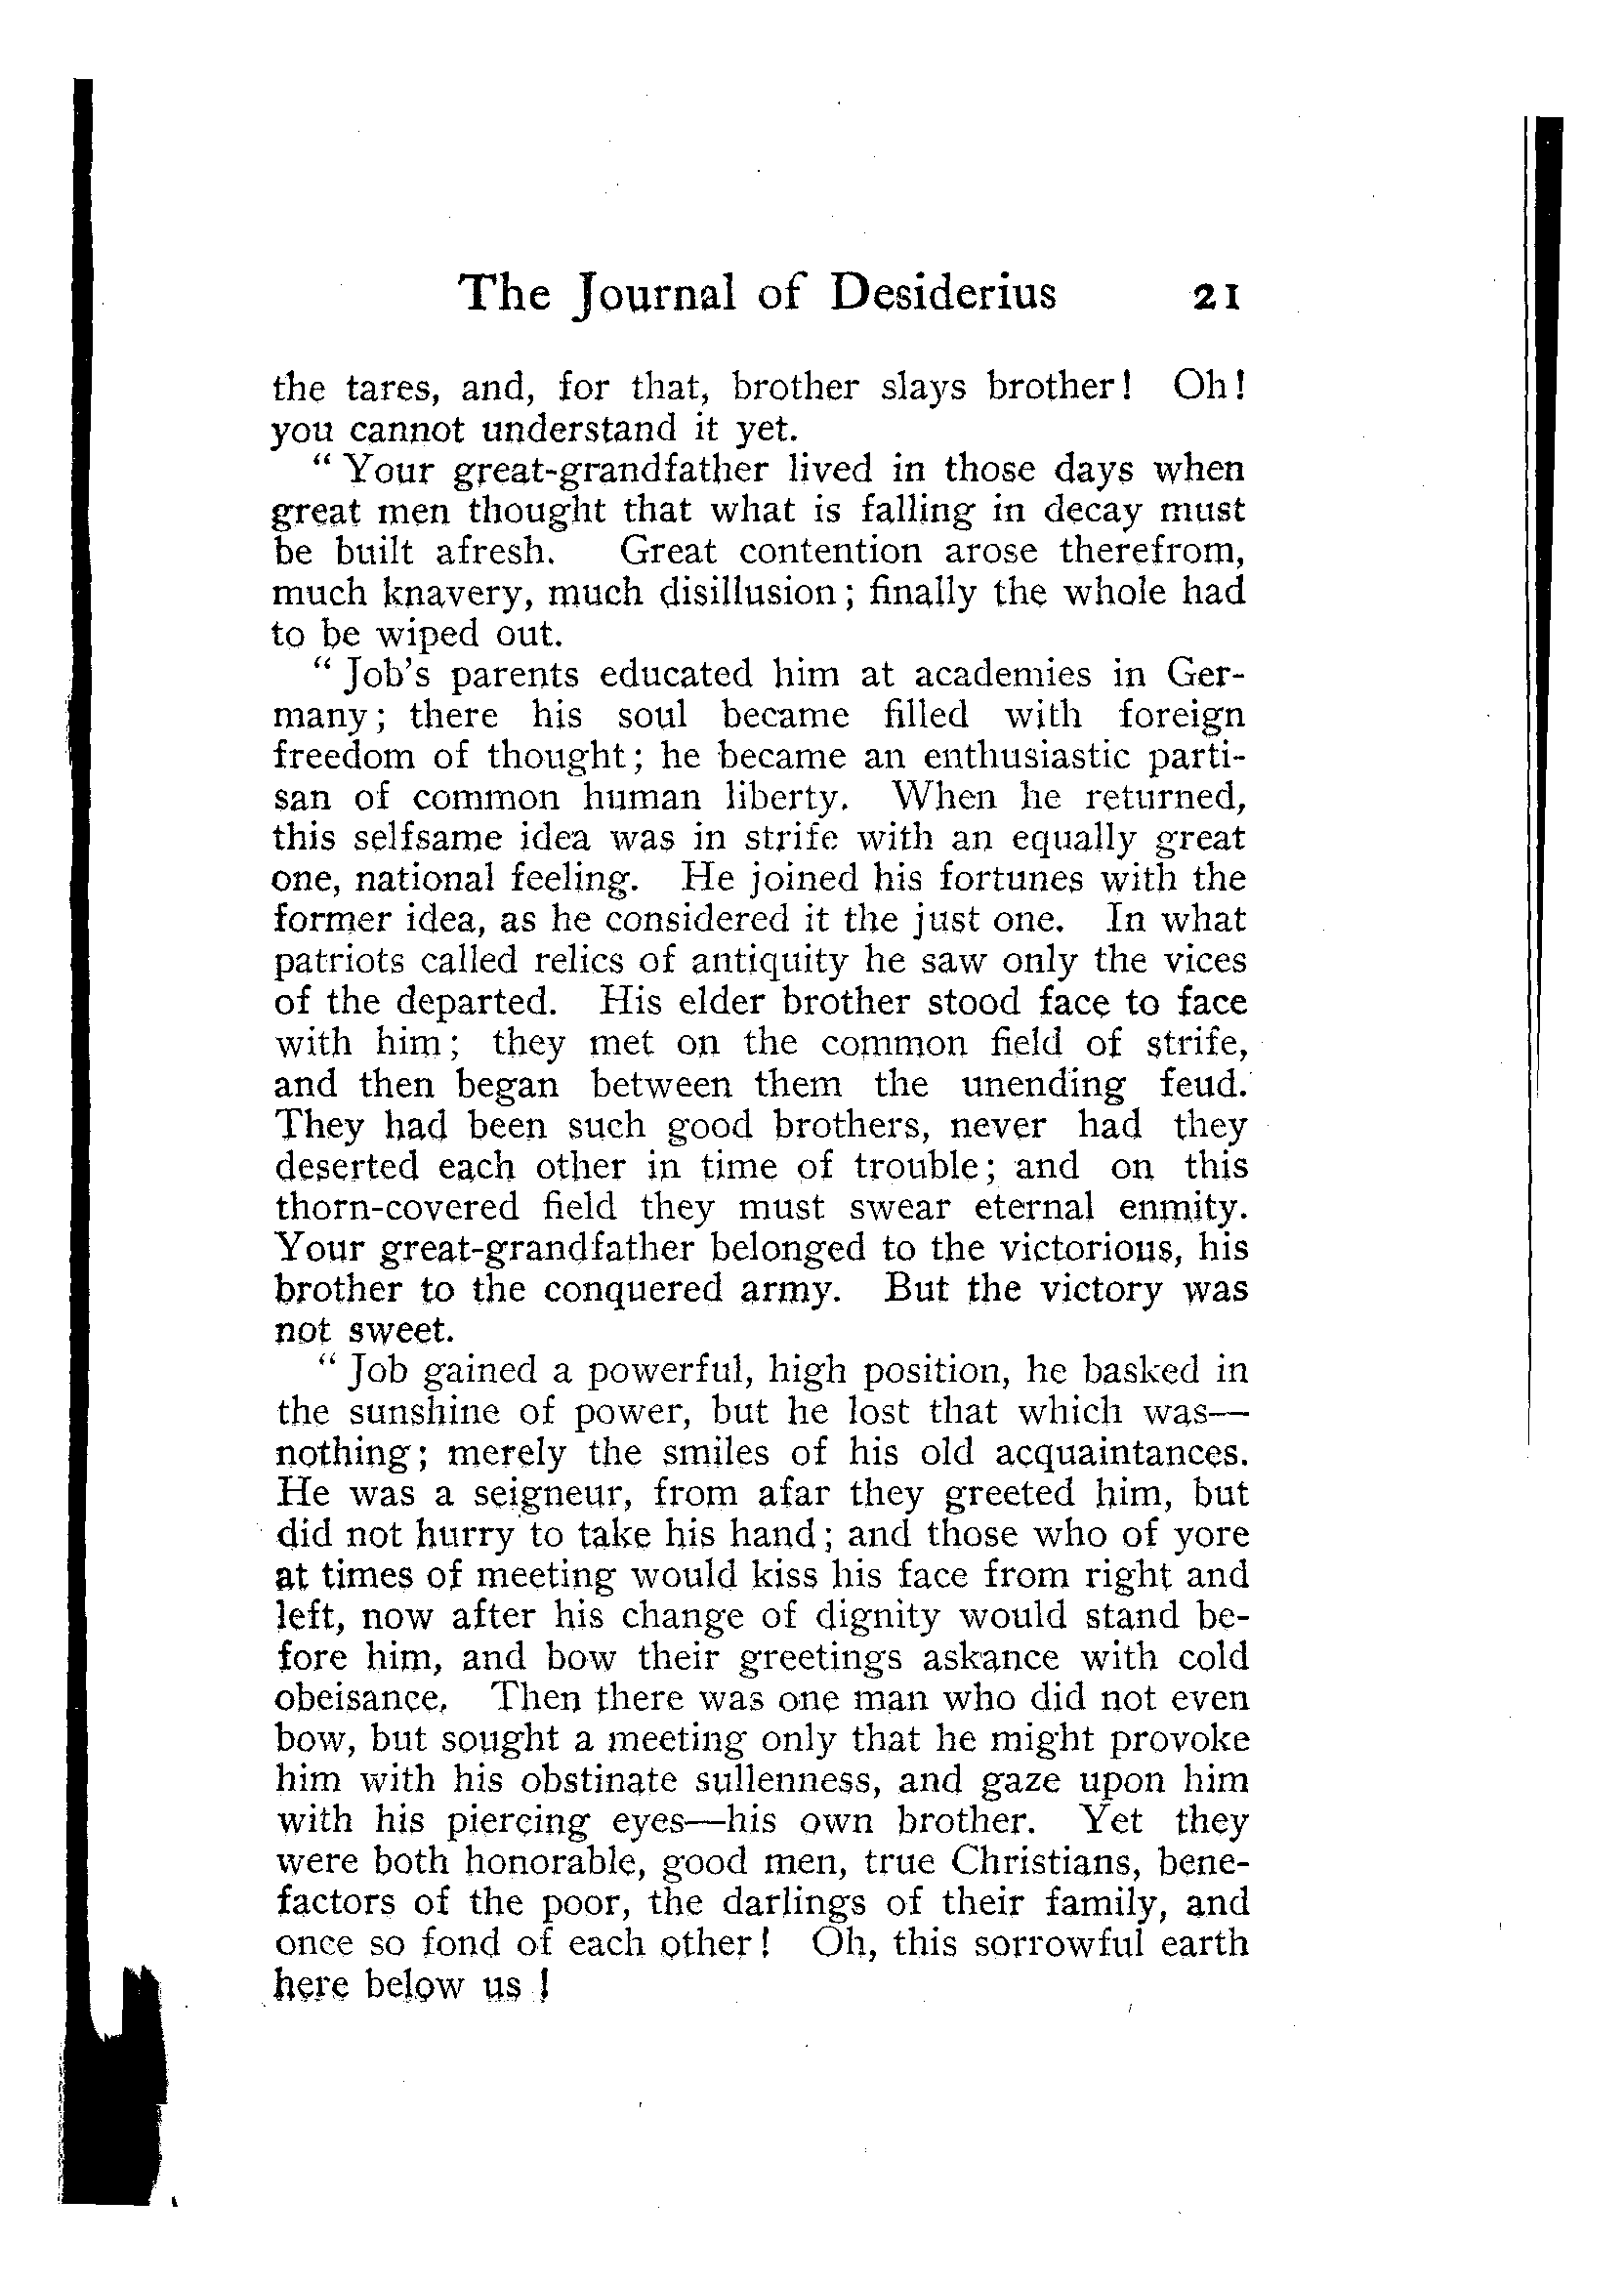 The Journal of Desiderius 21
the tares, and, for that, brother slays brother! Oh!
you cannot understand it yet.
“Your great-grandfather lived in those days when
great men thought that what is falling in decay must
be built afresh. Great contention arose therefrom,
much knavery, much disillusion; finally the whole had
to be wiped out.
“Job's parents educated him at academies in Ger-
many; there his soul became filled with foreign
freedom of thought; he became an enthusiastic parti-
san of common human liberty. When he returned,
this selfsame idea was in strife with an equally great
one, national feeling. He joined his fortunes with the
former idea, as he considered it the just one. In what
patriots called relics of antiquity he saw only the vices
of the departed. His elder brother stood face to face
with him; they met on the common field of strife,
and then began between them the unending feud.
They had been such good brothers, never had they
deserted each other in time of trouble; and on this
thorn-covered field they must swear eternal enmity.
Your great-grandfather belonged to the victorious, his
brother to the conquered army. But the victory was
not sweet.
“Job gained a powerful, high position, he basked in
the sunshine of power, but he lost that which was—
nothing; merely the smiles of his old acquaintances.
He was a seigneur, from afar they greeted him, but
did not hurry to take his hand; and those who of yore
at times of meeting would kiss his face from right and
left, now after his change of dignity would stand be-
fore him, and bow their greetings askance with cold
obeisance. Then there was one man who did not even
bow, but sought a meeting only that he might provoke
him with his obstinate sullenness, and gaze upon him
with his piercing eyes—his own brother. Yet they
were both honorable, good men, true Christians, bene-
factors of the poor, the darlings of their family, and
once so fond of each other! Oh, this sorrowful earth
here below us!